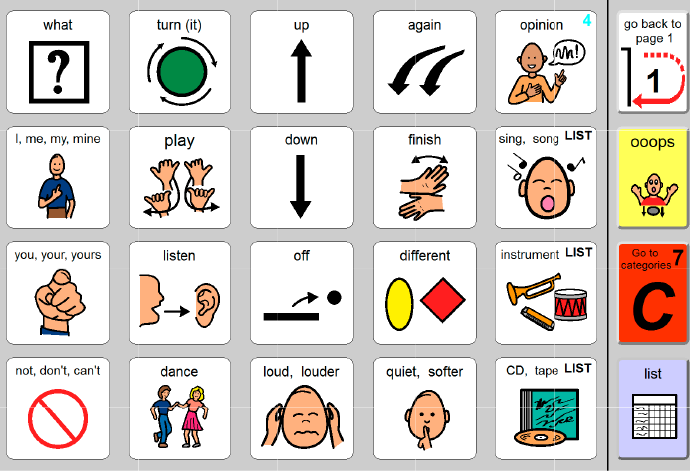 what
turn (it)
up
again
opinion 4
go back to
page 1
1
?
I, me, my, mine
play
down
finish
sing, song LIST
ooops
you, your, yours
listen
off
different
instrument LIST
Go to
categories 7
C
not, don't, can't
dance
loud, louder
quiet, softer
CD, tape LIST
list